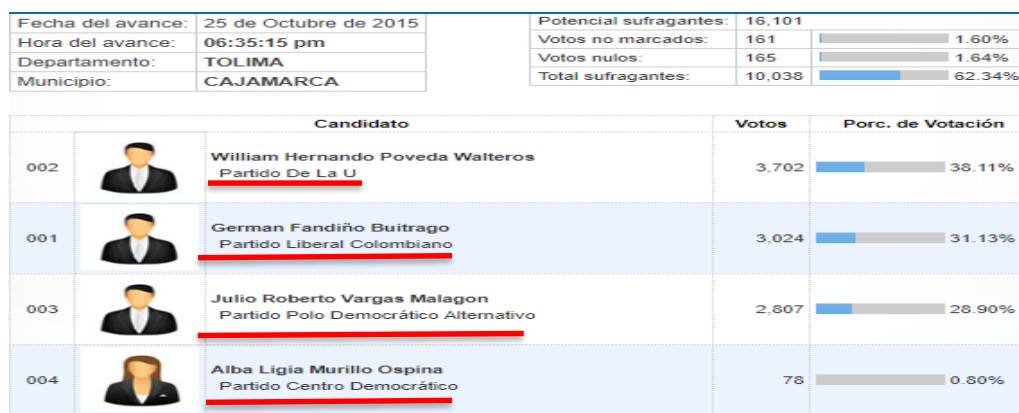 Fecha del avance: 25 de Octubre de 2015
Hora del avance: 06:35:15 pm
Departamento: TOLIMA
Municipio: CAJAMARCA
Potencial sufragantes: 16,101
Votos no marcados: 161 1.60%
Votos nulos: 165 1.64%
Total sufragantes: 10,038 62.34%
Candidato Votos Porc. de Votación
002 William Hernando Poveda Walteros
Partido De La U
3,702 38.11%
001 German Fandiño Buitrago
Partido Liberal Colombiano
3,024 31.13%
003 Julio Roberto Vargas Malagon
Partido Polo Democrático Alternativo
2,807 28.90%
004 Alba Ligia Murillo Ospina
Partido Centro Democrático
78 0.80%